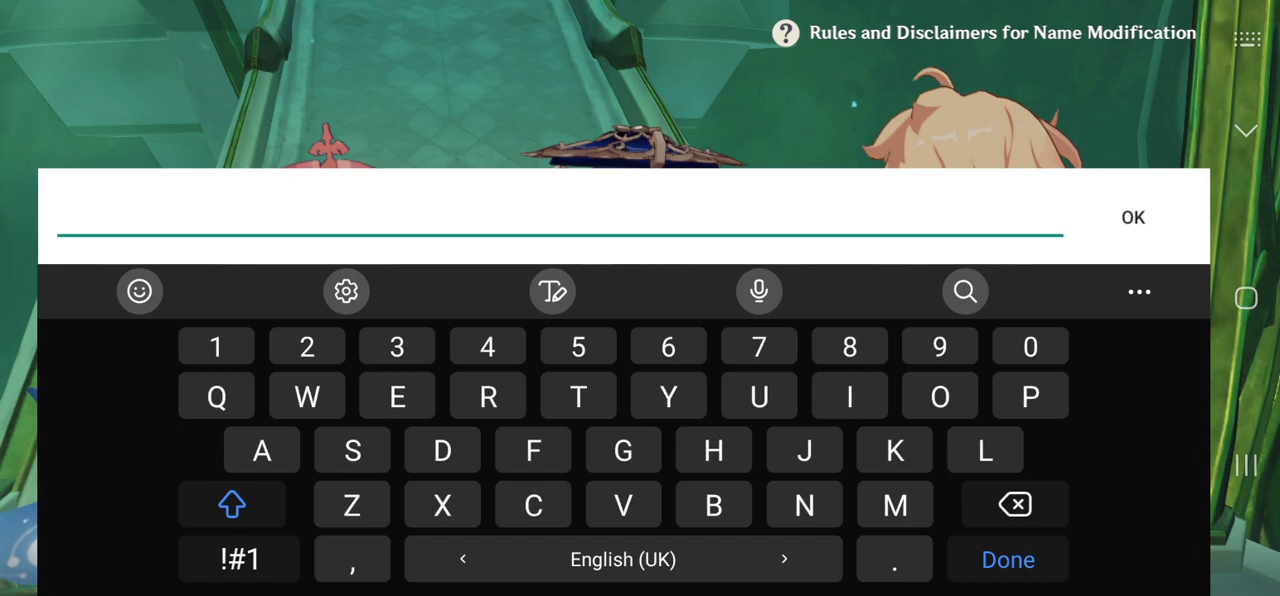 Rules and Disclaimers for Name Modification
OK
1 2 3 4 5 6 7 8 9 0
Q W E R T Y U I O P
A S D F G H J K L
Z X C V B N M
!#1 , < English (UK) > . Done